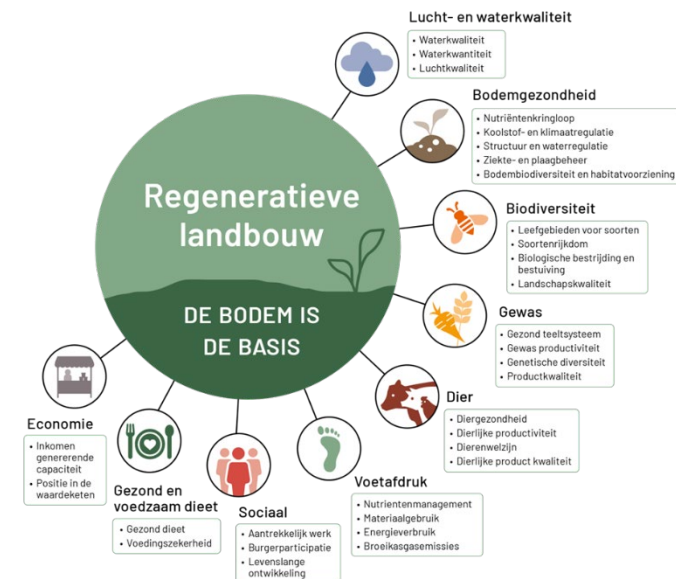 Lucht- en waterkwaliteit
• Waterkwaliteit
• Waterkwantiteit
• Luchtkwaliteit
Bodemgezondheid
• Nutriëntenkringloop
• Koolstof- en klimaatregulatie
• Structuur en waterregulatie
• Ziekte- en plaagbeheer
• Bodembiodiversiteit en habitatvoorziening
Regeneratieve
landbouw
DE BODEM IS
DE BASIS
Biodiversiteit
• Leefgebieden voor soorten
• Soortenrijkdom
• Biologische bestrijding en
bestuiving
• Landschapskwaliteit
Gewas
• Gezond teeltsysteem
• Gewas productiviteit
• Genetische diversiteit
• Productkwaliteit
Dier
• Diergezondheid
• Dierlijke productiviteit
• Dierenwelzijn
• Dierlijke product kwaliteit
Voetafdruk
• Nutrientenmanagement
• Materiaalgebruik
• Energieverbruik
• Broeikasgasemissies
Sociaal
• Aantrekkelijk werk
• Burgerparticipatie
• Levenslange
ontwikkeling
Gezond en
voedzaam dieet
• Gezond dieet
• Voedingszekerheid
Economie
• Inkomen
genererende
capaciteit
• Positie in de
waardeketen